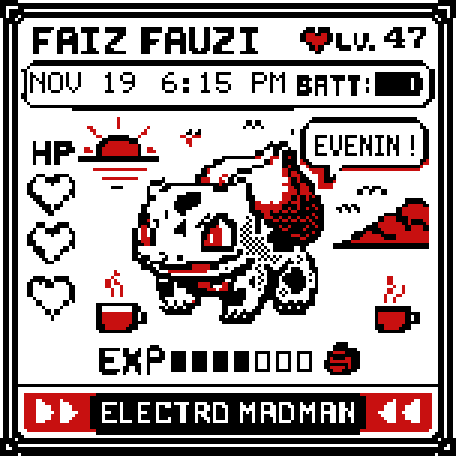 FAIZ FAUZI LV. 47
NOV 19 6:15 PM BATT:
EVENIN!
HP
EXP
ELECTRO MADMAN